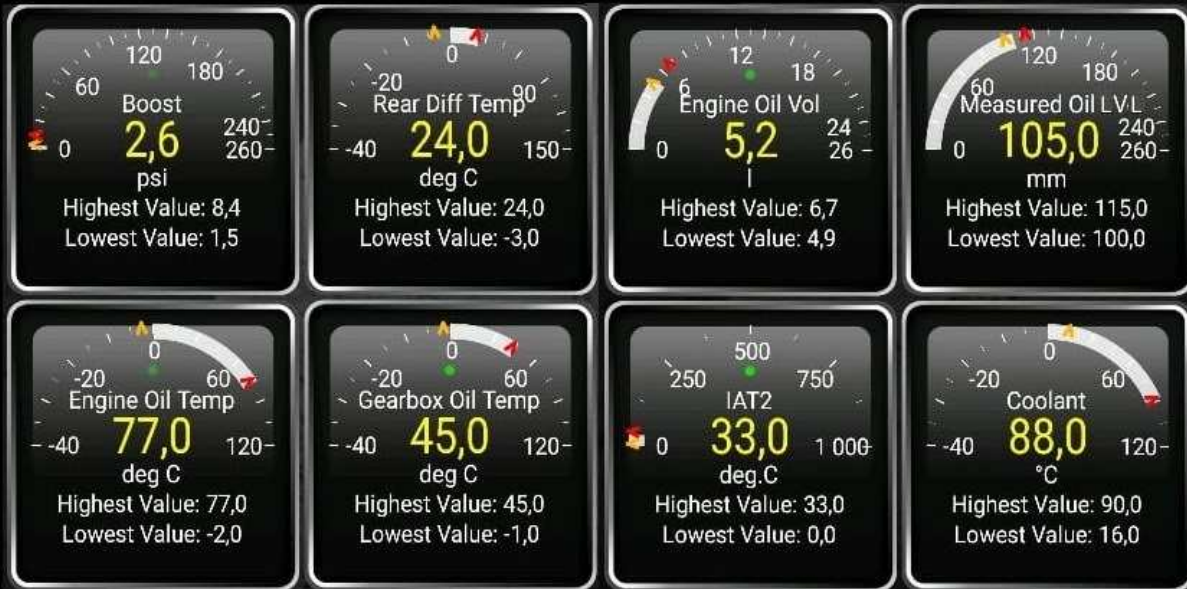 120
60
180
Boost
240
0
2,6
260
psi
Highest Value: 8,4
Lowest Value: 1,5
0
-20
90
Rear Diff Temp
-40
24,0
150
deg C
Highest Value: 24,0
Lowest Value: -3,0
12
6
18
Engine Oil Vol
24
0
5,2
26
l
Highest Value: 6,7
Lowest Value: 4,9
120
60
180
Measured Oil LVL
240
0
105,0
260
mm
Highest Value: 115,0
Lowest Value: 100,0
0
-20
60
Engine Oil Temp
-40
77,0
120
deg C
Highest Value: 77,0
Lowest Value: -2,0
0
-20
60
Gearbox Oil Temp
-40
45,0
120
deg C
Highest Value: 45,0
Lowest Value: -1,0
500
250
750
IAT2
0
33,0
1 000
deg.C
Highest Value: 33,0
Lowest Value: 0,0
0
-20
60
Coolant
-40
88,0
120
°C
Highest Value: 90,0
Lowest Value: 16,0